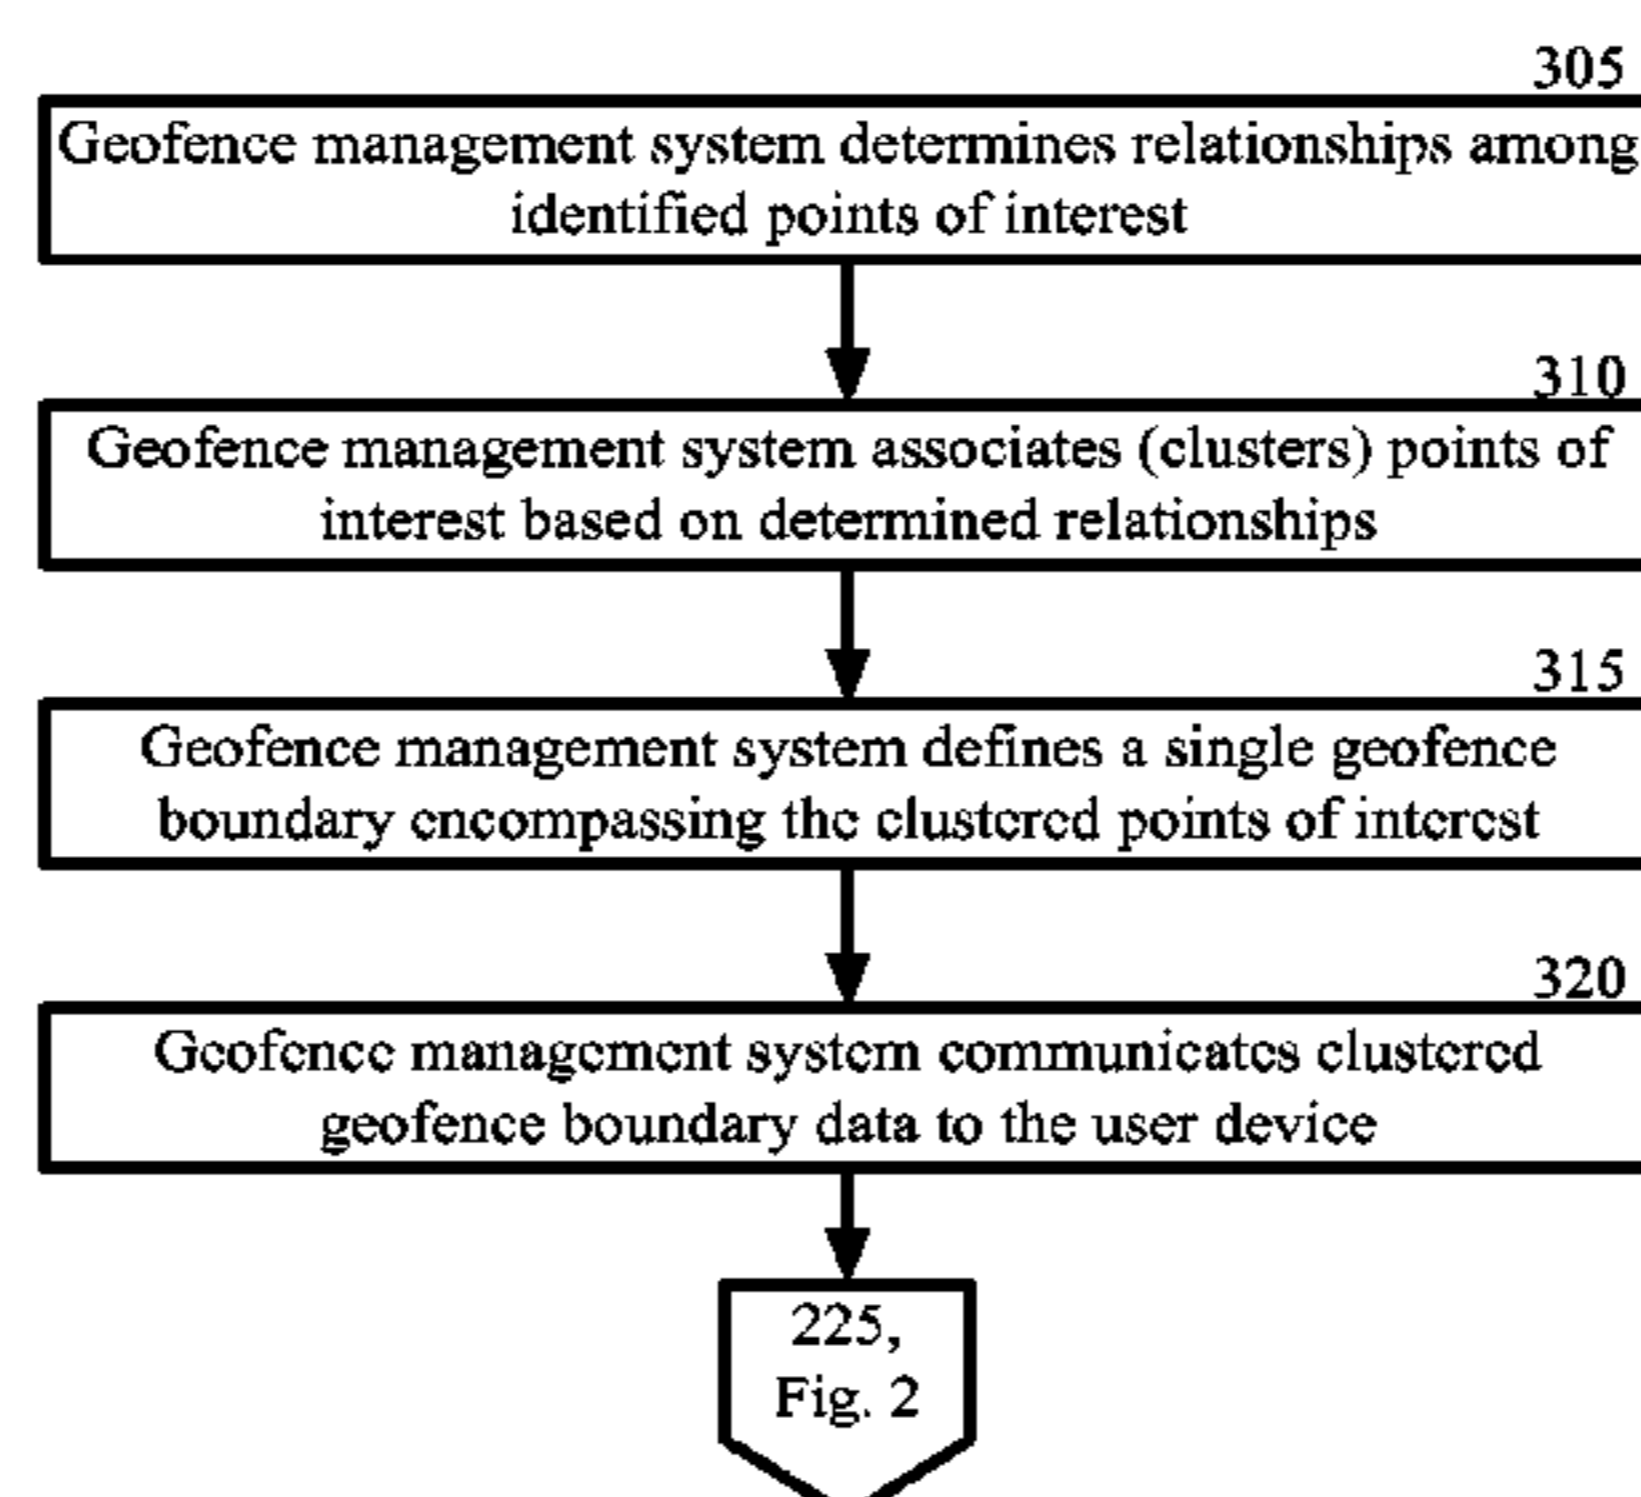 305
Geofence management system determines relationships among
identified points of interest
310
Geofence management system associates (clusters) points of
interest based on determined relationships
315
Geofence management system defines a single geofence
boundary encompassing the clustered points of interest
320
Geofence management system communicates clustered
geofence boundary data to the user device
225,
Fig. 2